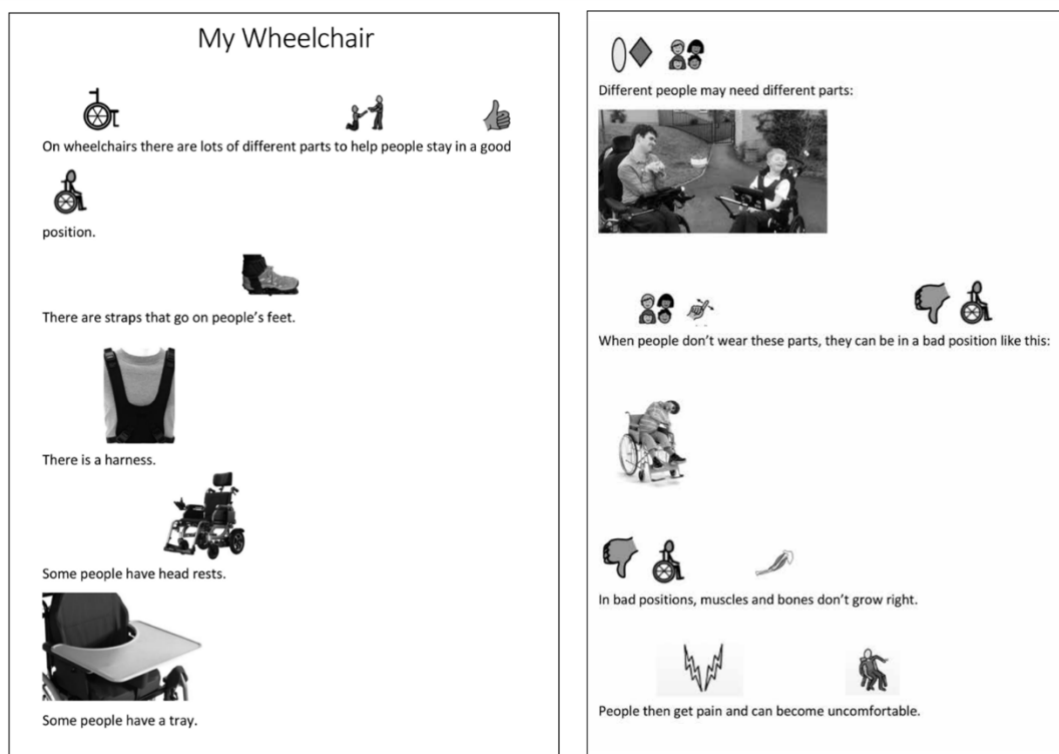 My Wheelchair
On wheelchairs there are lots of different parts to help people stay in a good
position.
There are straps that go on people’s feet.
There is a harness.
Some people have head rests.
Some people have a tray.
Different people may need different parts:
When people don’t wear these parts, they can be in a bad position like this:
In bad positions, muscles and bones don’t grow right.
People then get pain and can become uncomfortable.